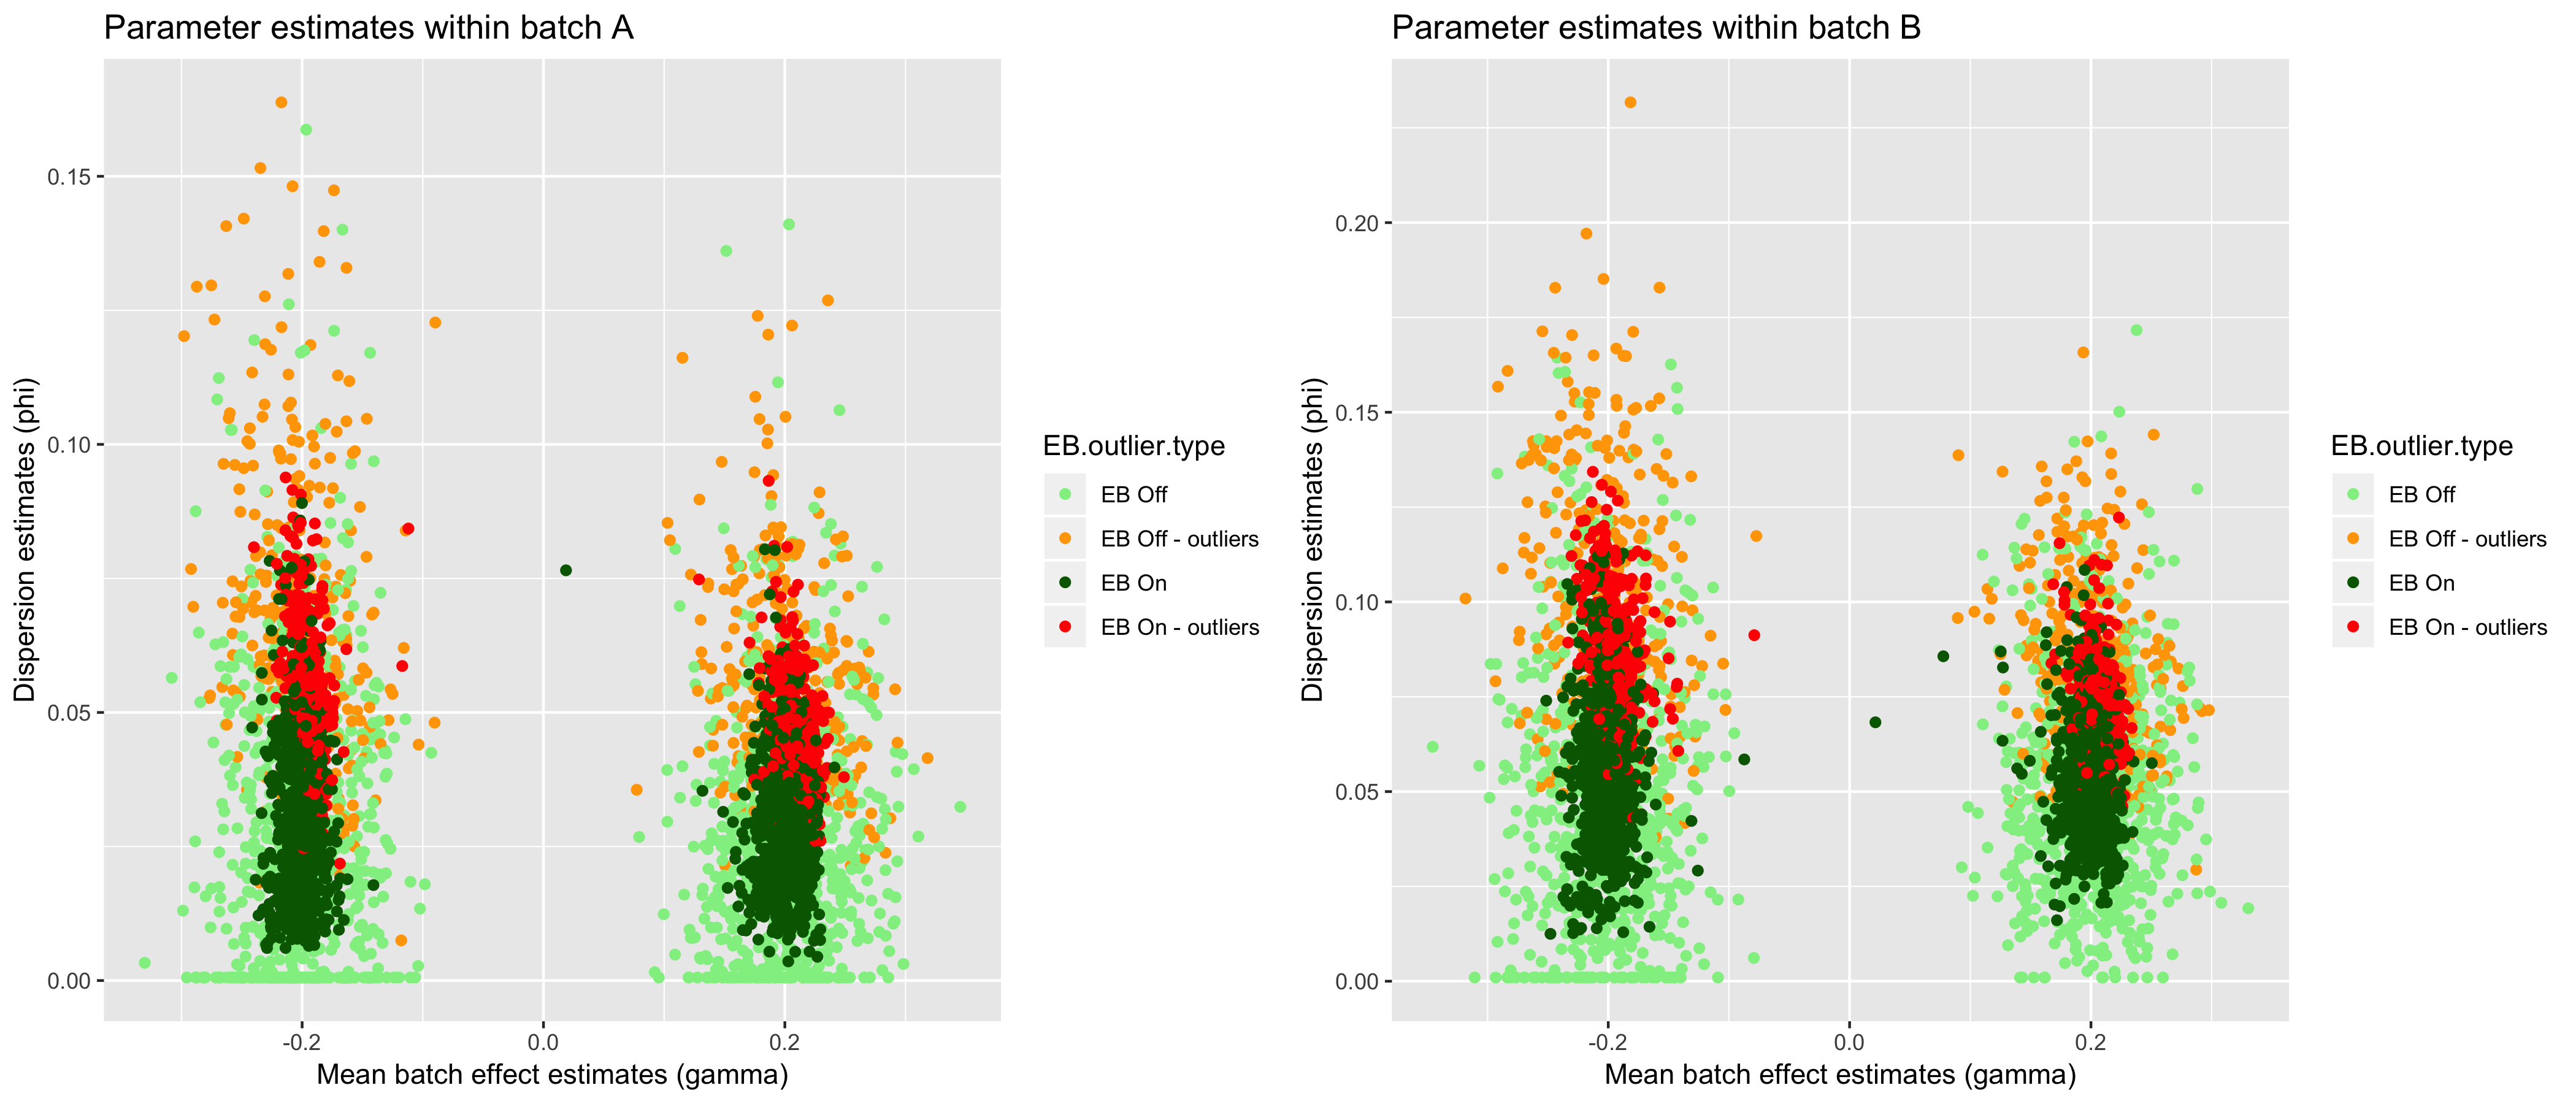 Parameter estimates within batch A
Dispersion estimates (phi)
0.15
0.10
0.05
0.00
-0.2
0.0
0.2
Mean batch effect estimates (gamma)
EB.outlier.type
EB Off
EB Off - outliers
EB On
EB On - outliers
Parameter estimates within batch B
Dispersion estimates (phi)
0.20
0.15
0.10
0.05
0.00
-0.2
0.0
0.2
Mean batch effect estimates (gamma)
EB.outlier.type
EB Off
EB Off - outliers
EB On
EB On - outliers